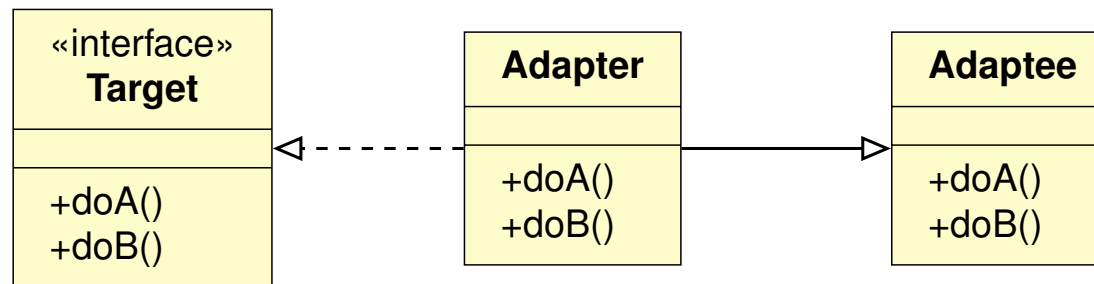 «interface»
Target
+doA()
+doB()
Adapter
+doA()
+doB()
Adaptee
+doA()
+doB()